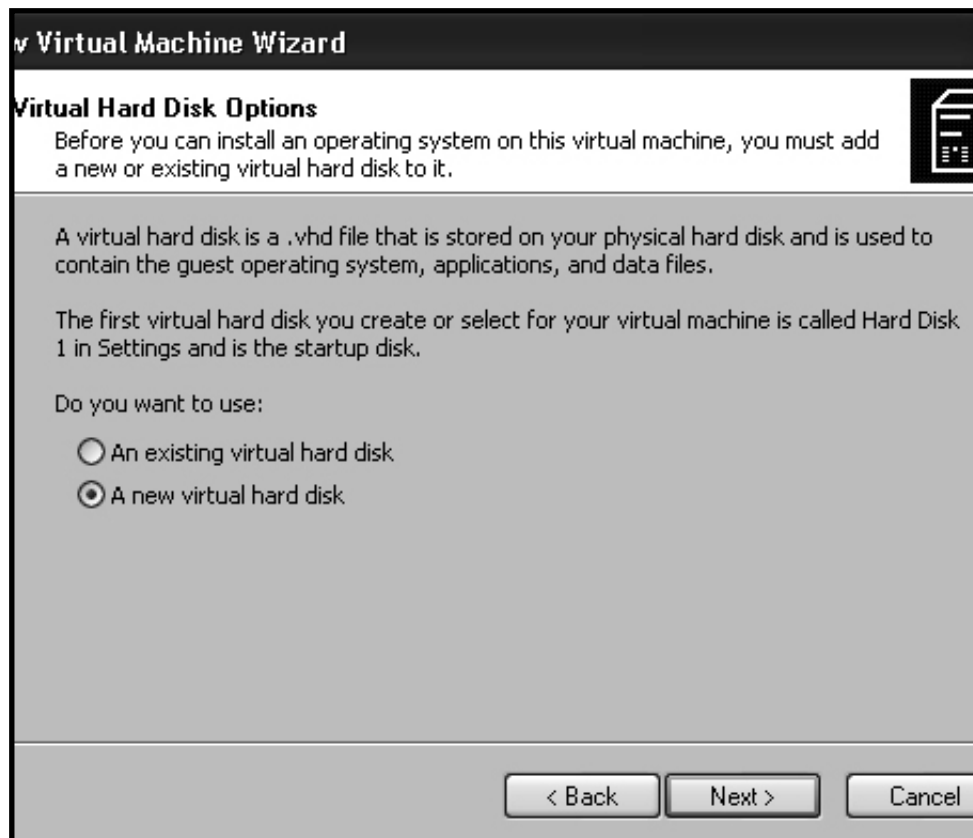 w Virtual Machine Wizard
Virtual Hard Disk Options
Before you can install an operating system on this virtual machine, you must add
a new or existing virtual hard disk to it.
A virtual hard disk is a .vhd file that is stored on your physical hard disk and is used to
contain the guest operating system, applications, and data files.
The first virtual hard disk you create or select for your virtual machine is called Hard Disk
1 in Settings and is the startup disk.
Do you want to use:
An existing virtual hard disk
A new virtual hard disk
< Back
Next >
Cancel